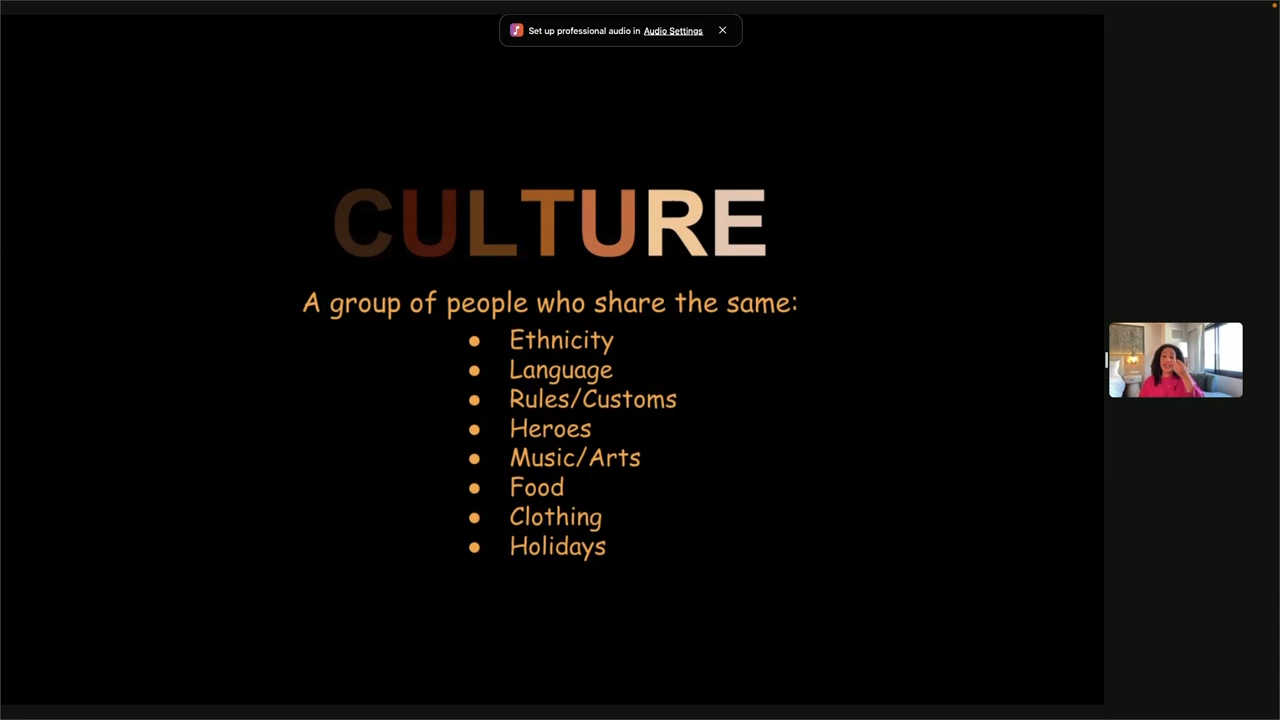 Set up professional audio in Audio Settings
CULTURE
A group of people who share the same:
● Ethnicity
● Language
● Rules/Customs
● Heroes
● Music/Arts
● Food
● Clothing
● Holidays